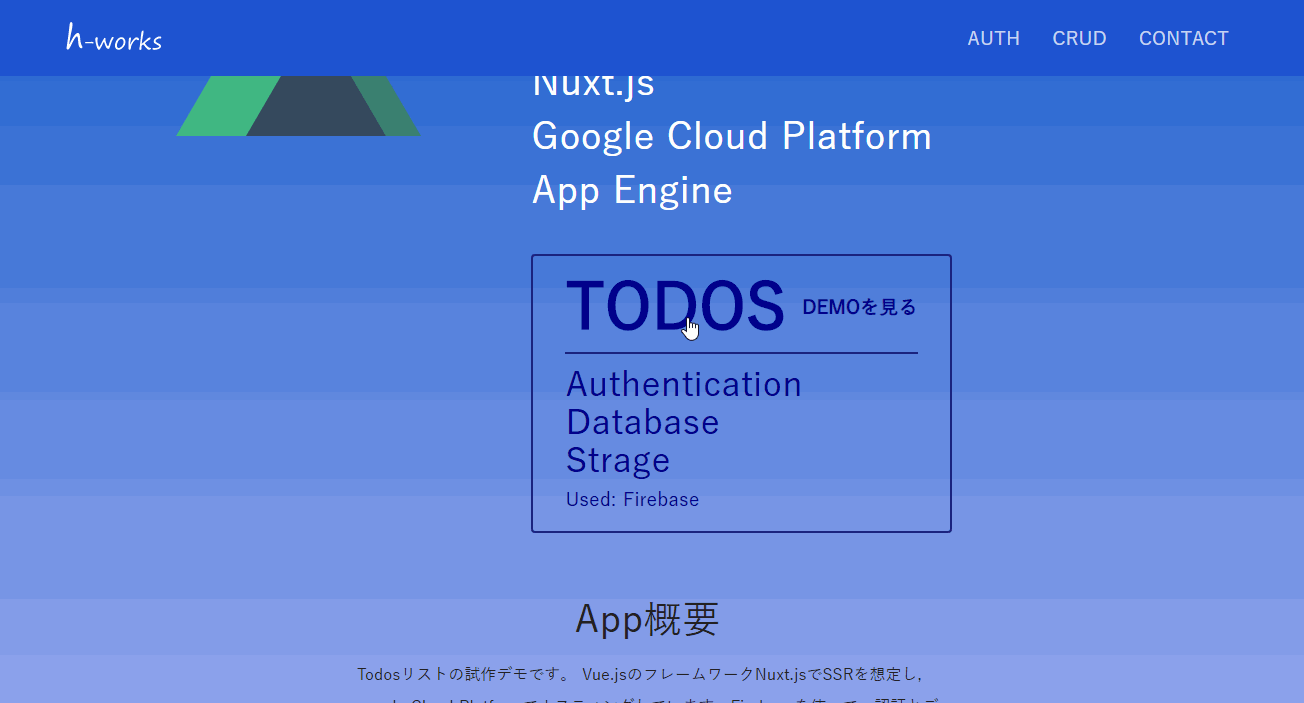 h-works
AUTH CRUD CONTACT
Nuxt.js
Google Cloud Platform
App Engine
TODOS DEMOを見る
Authentication
Database
Strage
Used: Firebase
App概要
Todosリストの試作デモです。 Vue.jsのフレームワークNuxt.jsでSSRを想定し,